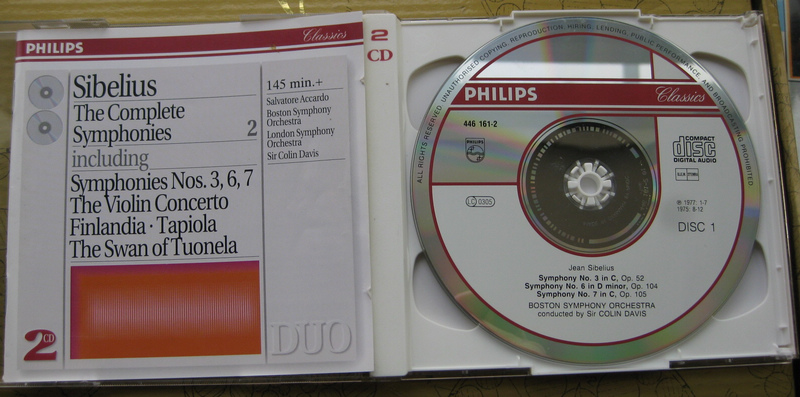 PHILIPS
Classics
Sibelius
The Complete
Symphonies 2
including
Symphonies Nos. 3, 6, 7
The Violin Concerto
Finlandia · Tapiola
The Swan of Tuonela
145 min.+
Salvatore Accardo
Boston Symphony
Orchestra
London Symphony
Orchestra
Sir Colin Davis
2CD
DUO
2
CD
ALL RIGHTS RESERVED. UNAUTHORISED COPYING, REPRODUCTION, HIRING, LENDING, PUBLIC PERFORMANCE AND BROADCASTING PROHIBITED
PHILIPS
Classics
446 161-2
PHILIPS
COMPACT
disc
DIGITAL AUDIO
LC 0305
℗ 1977: 1-7
1975: 8-12
DISC 1
Jean Sibelius
Symphony No. 3 in C, Op. 52
Symphony No. 6 in D minor, Op. 104
Symphony No. 7 in C, Op. 105
BOSTON SYMPHONY ORCHESTRA
conducted by Sir COLIN DAVIS